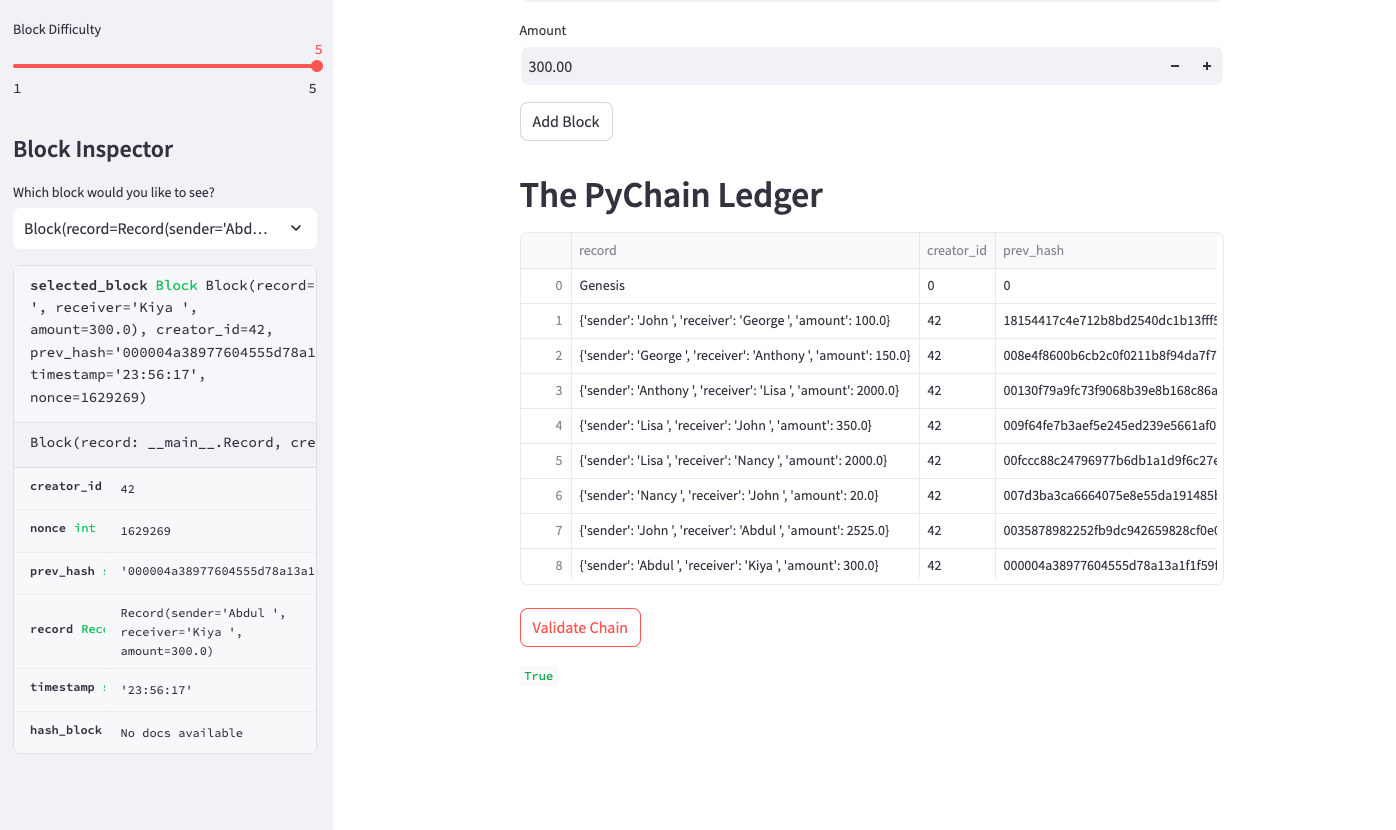 Block Difficulty
5
1 5
Block Inspector
Which block would you like to see?
Block(record=Record(sender='Abd...
selected_block Block Block(record=
', receiver='Kiya ',
amount=300.0), creator_id=42,
prev_hash='000004a38977604555d78a1
timestamp='23:56:17',
nonce=1629269)
Block(record: __main__.Record, cre
creator_id 42
nonce int 1629269
prev_hash '000004a38977604555d78a13a1
record Reco Record(sender='Abdul ',
receiver='Kiya ',
amount=300.0)
timestamp '23:56:17'
hash_block No docs available
Amount
300.00 − +
Add Block
The PyChain Ledger
record creator_id prev_hash
0 Genesis 0 0
1 {'sender': 'John ', 'receiver': 'George ', 'amount': 100.0} 42 18154417c4e712b8bd2540dc1b13fff5
2 {'sender': 'George ', 'receiver': 'Anthony ', 'amount': 150.0} 42 008e4f8600b6cb2c0f0211b8f94da7f7
3 {'sender': 'Anthony ', 'receiver': 'Lisa ', 'amount': 2000.0} 42 00130f79a9fc73f9068b39e8b168c86a
4 {'sender': 'Lisa ', 'receiver': 'John ', 'amount': 350.0} 42 009f64fe7b3aef5e245ed239e5661af0
5 {'sender': 'Lisa ', 'receiver': 'Nancy ', 'amount': 2000.0} 42 00fccc88c24796977b6db1a1d9f6c27e
6 {'sender': 'Nancy ', 'receiver': 'John ', 'amount': 20.0} 42 007d3ba3ca6664075e8e55da191485b
7 {'sender': 'John ', 'receiver': 'Abdul ', 'amount': 2525.0} 42 0035878982252fb9dc942659828cf0e0
8 {'sender': 'Abdul ', 'receiver': 'Kiya ', 'amount': 300.0} 42 000004a38977604555d78a13a1f1f59f
Validate Chain
True